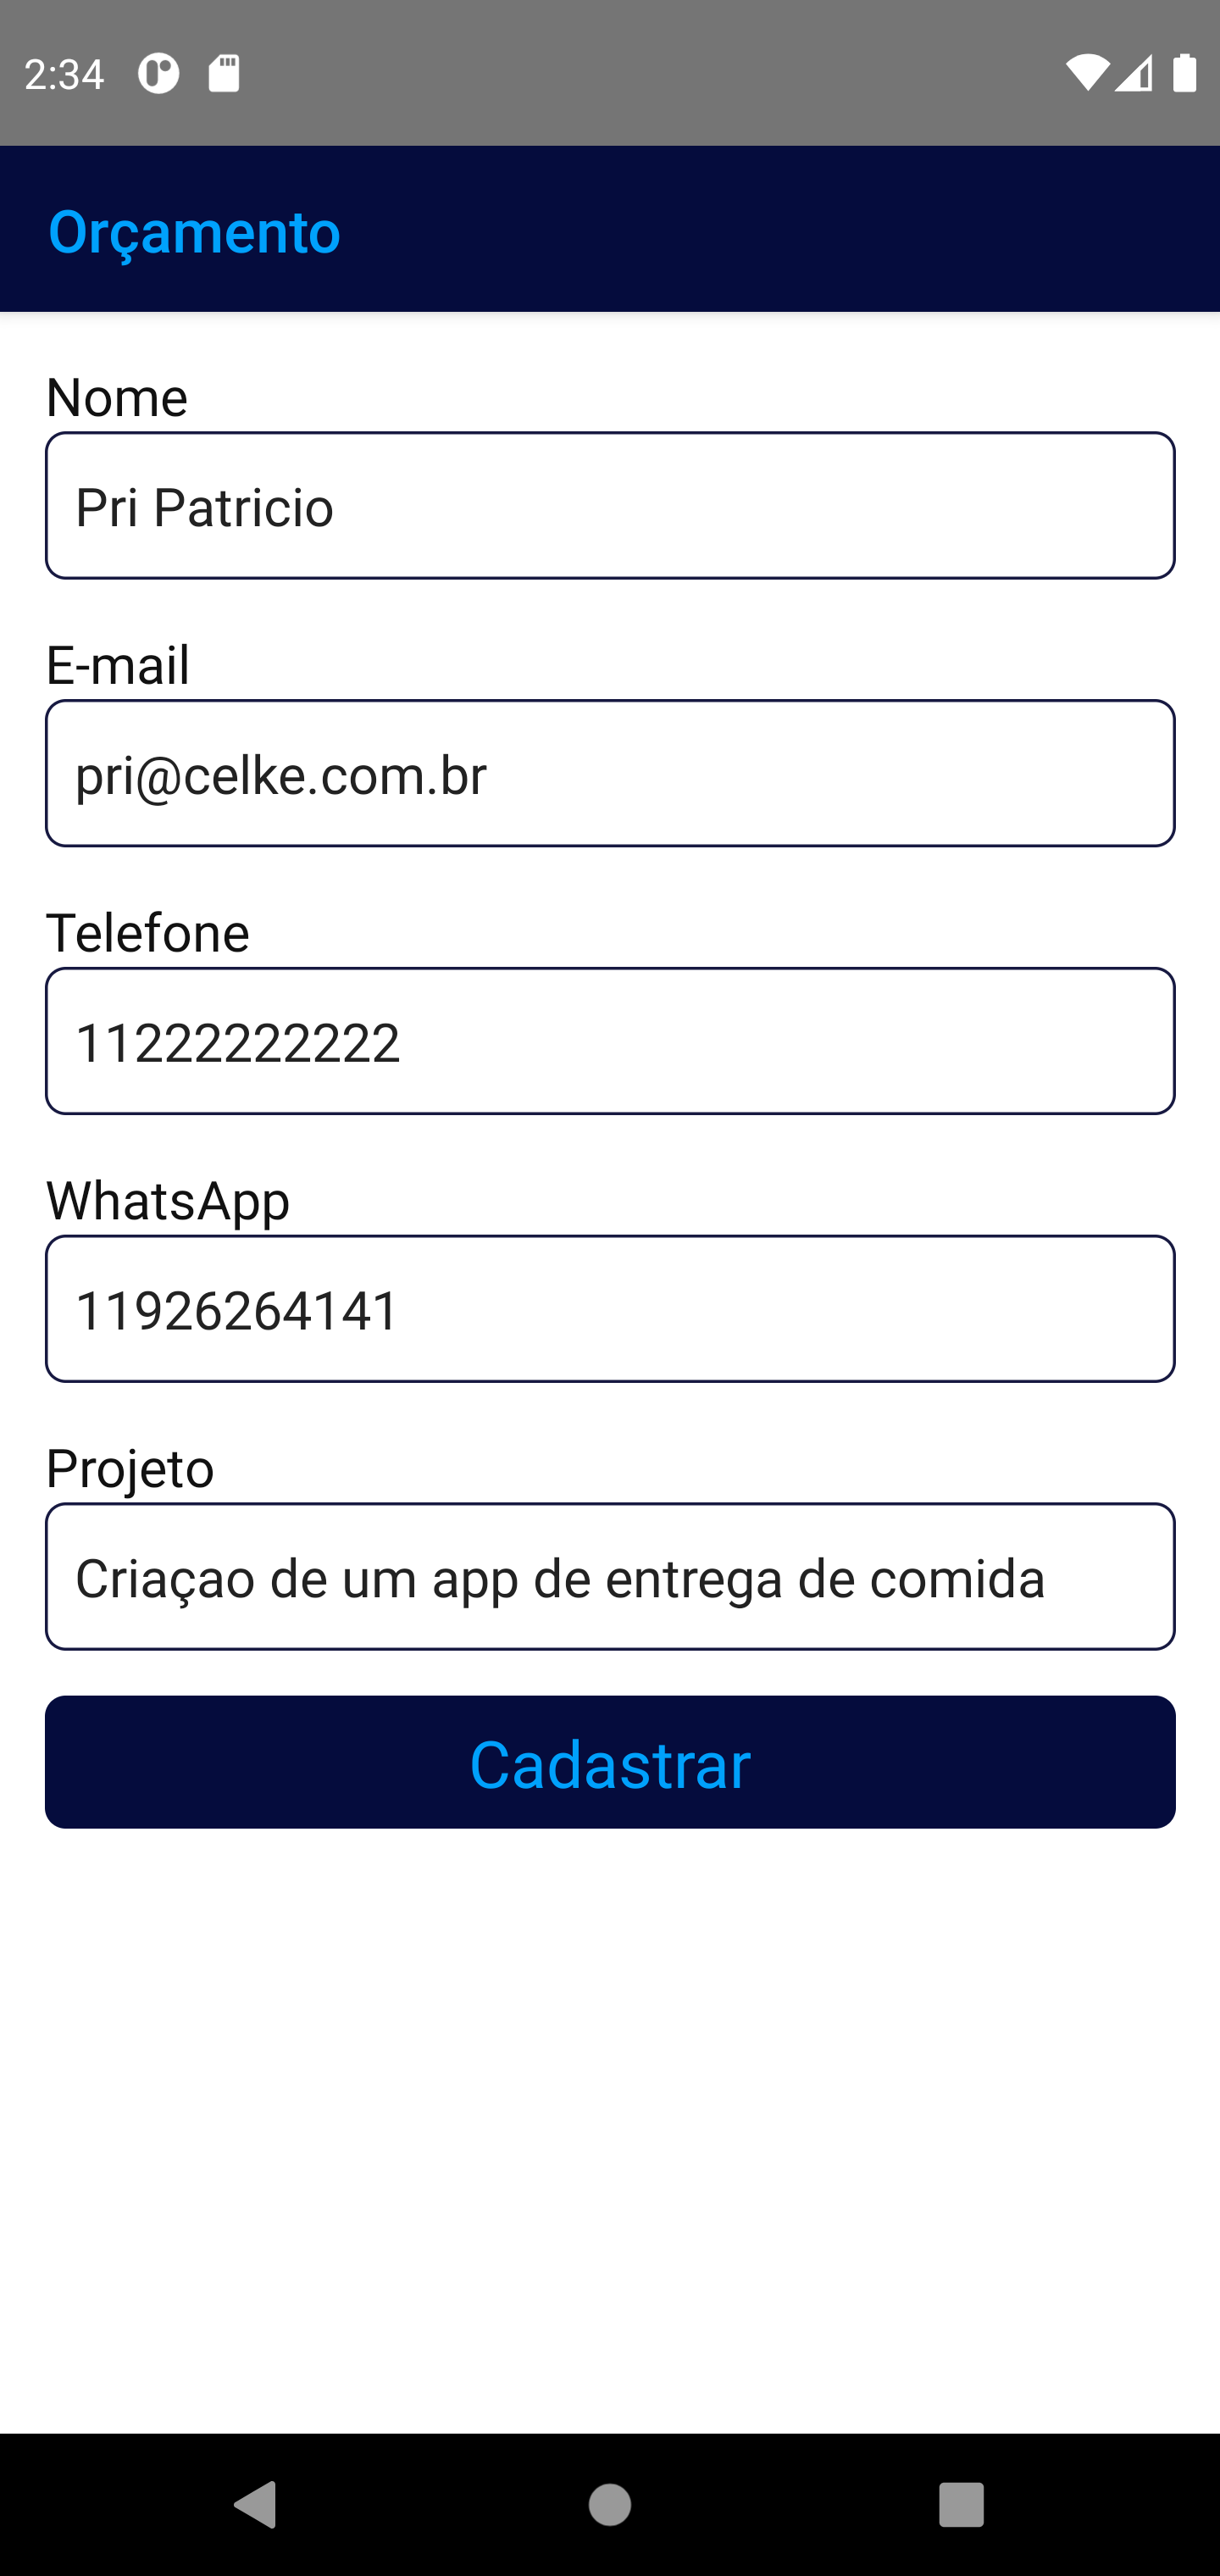 2:34
Orçamento
Nome
Pri Patricio
E-mail
pri@celke.com.br
Telefone
11222222222
WhatsApp
11926264141
Projeto
Criaçao de um app de entrega de comida
Cadastrar